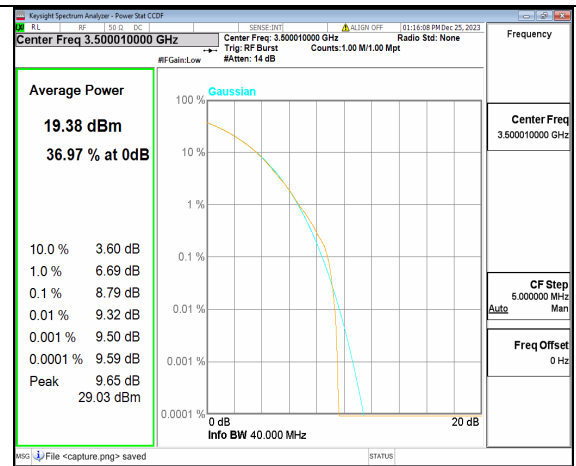 Keysight Spectrum Analyzer - Power Stat CCDF
RL RF 50 Ω DC SENSE:INT ALIGN OFF 01:16:08 PM Dec 25, 2023
Center Freq 3.500010000 GHz
Center Freq: 3.500010000 GHz Radio Std: None
Trig: RF Burst Counts:1.00 M/1.00 Mpt
#IFGain:Low #Atten: 14 dB
Frequency
Average Power
19.38 dBm
36.97 % at 0dB
10.0 % 3.60 dB
1.0 % 6.69 dB
0.1 % 8.79 dB
0.01 % 9.32 dB
0.001 % 9.50 dB
0.0001 % 9.59 dB
Peak 9.65 dB
29.03 dBm
Gaussian
100 %
10 %
1 %
0.1 %
0.01 %
0.001 %
0.0001 %
0 dB 20 dB
Info BW 40.000 MHz
Center Freq
3.500010000 GHz
CF Step
5.000000 MHz
Auto Man
Freq Offset
0 Hz
MSG File <capture.png> saved STATUS